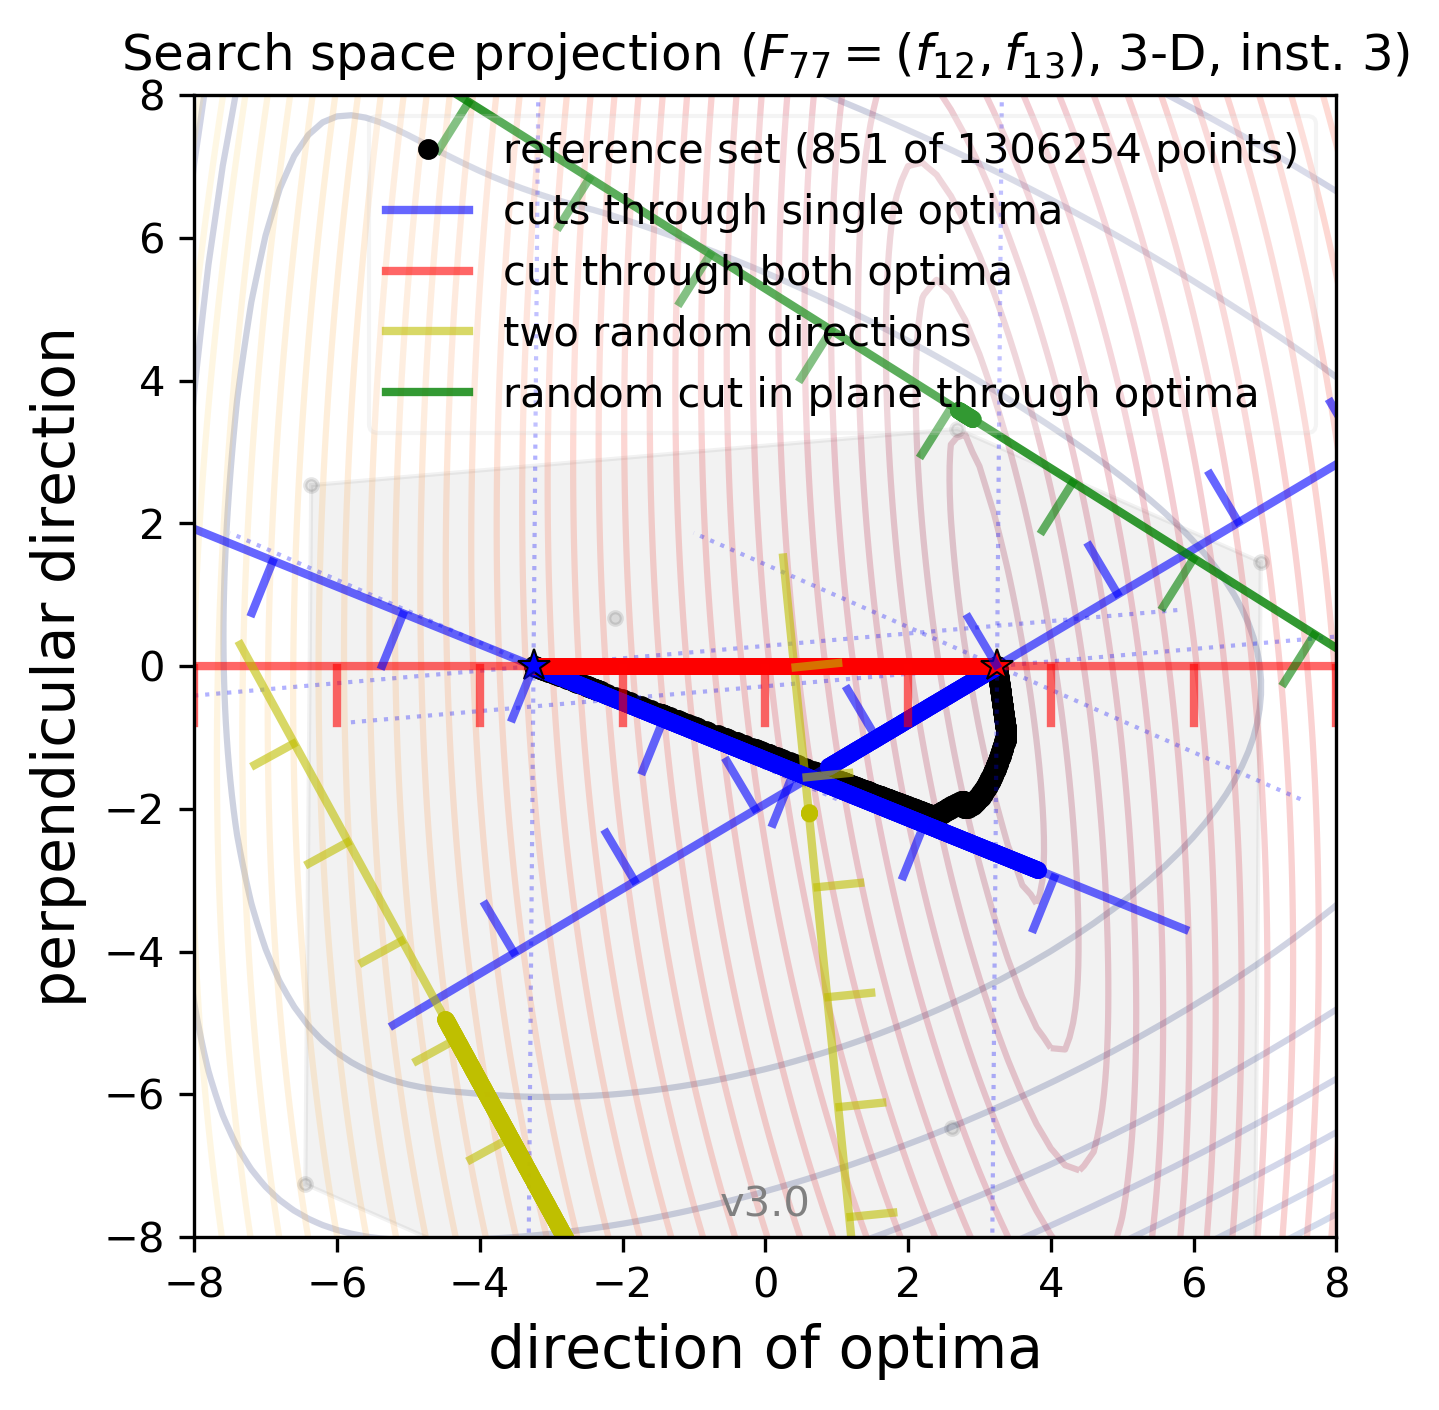 Search space projection (F₇₇ = (f₁₂, f₁₃), 3-D, inst. 3)
8
6
4
2
0
−2
−4
−6
−8
perpendicular direction
reference set (851 of 1306254 points)
cuts through single optima
cut through both optima
two random directions
random cut in plane through optima
v3.0
−8 −6 −4 −2 0 2 4 6 8
direction of optima